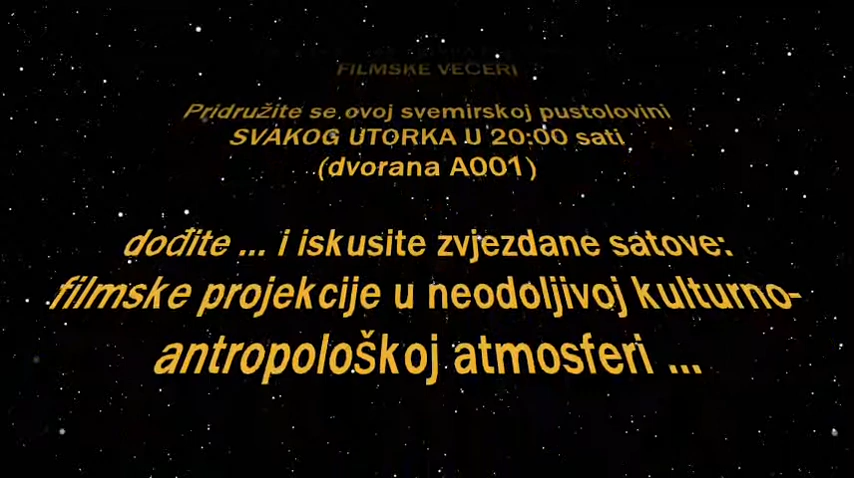 FILMSKE VEČERI
Pridružite se ovoj svemirskoj pustolovini
SVAKOG UTORKA U 20:00 sati
(dvorana A001)
dođite ... i iskusite zvjezdane satove:
filmske projekcije u neodoljivoj kulturno-
antropološkoj atmosferi ...